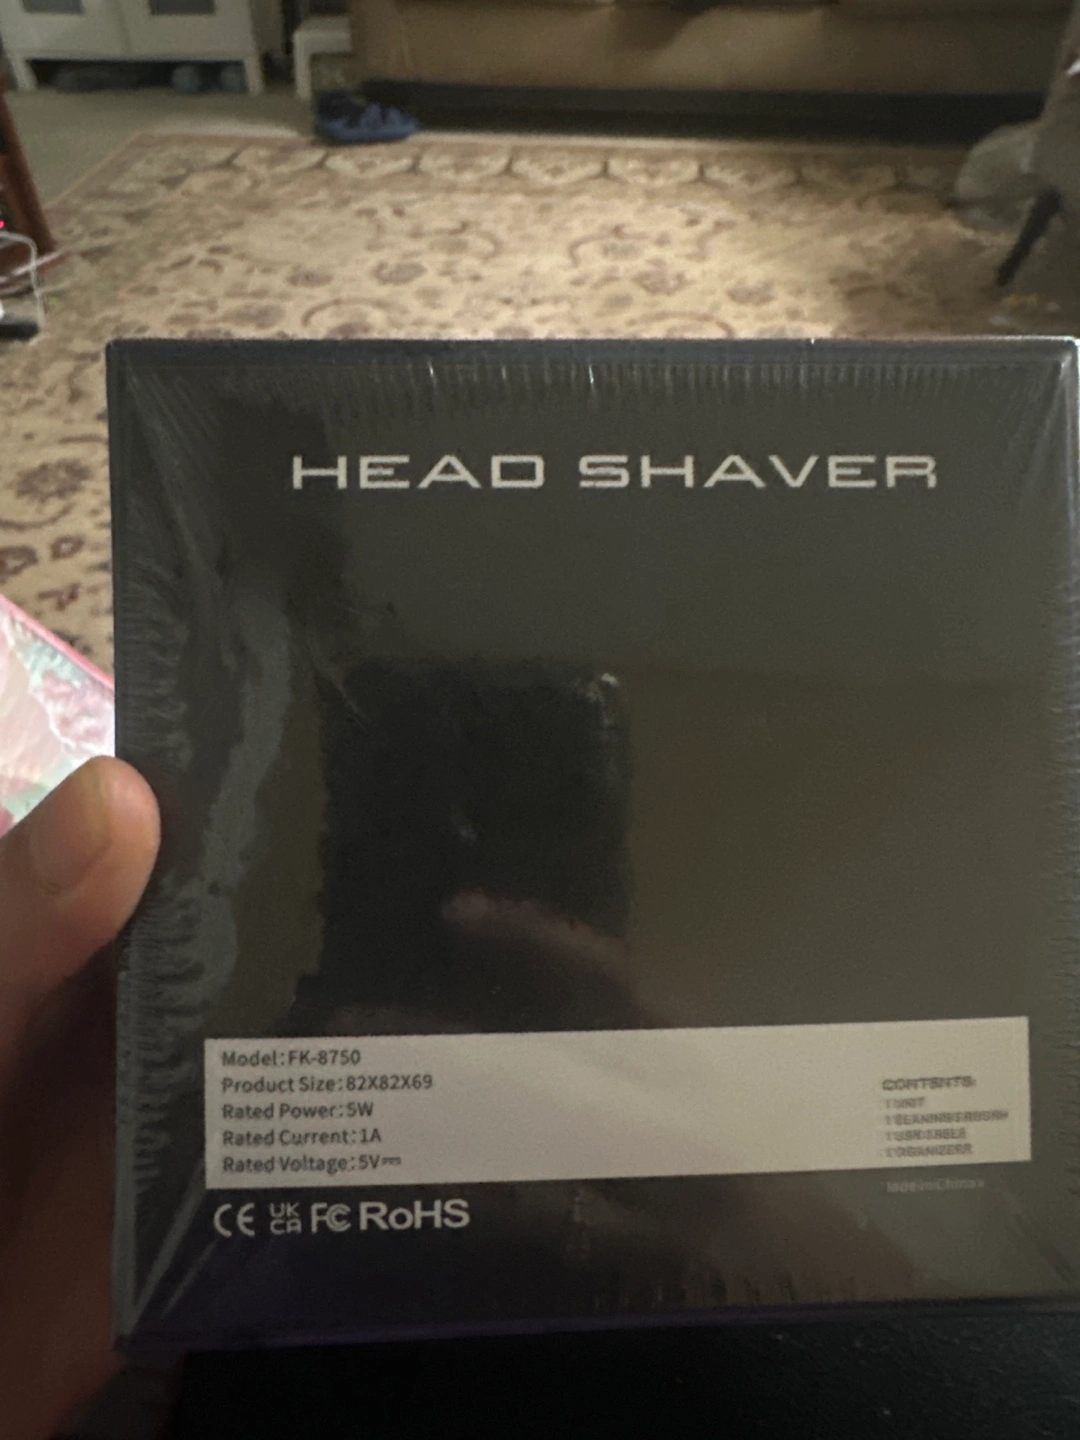 HEAD SHAVER
Model:FK-8750
Product Size:82X82X69
Rated Power:5W
Rated Current:1A
Rated Voltage:5V
CONTENTS:
CE UK CA FC RoHS